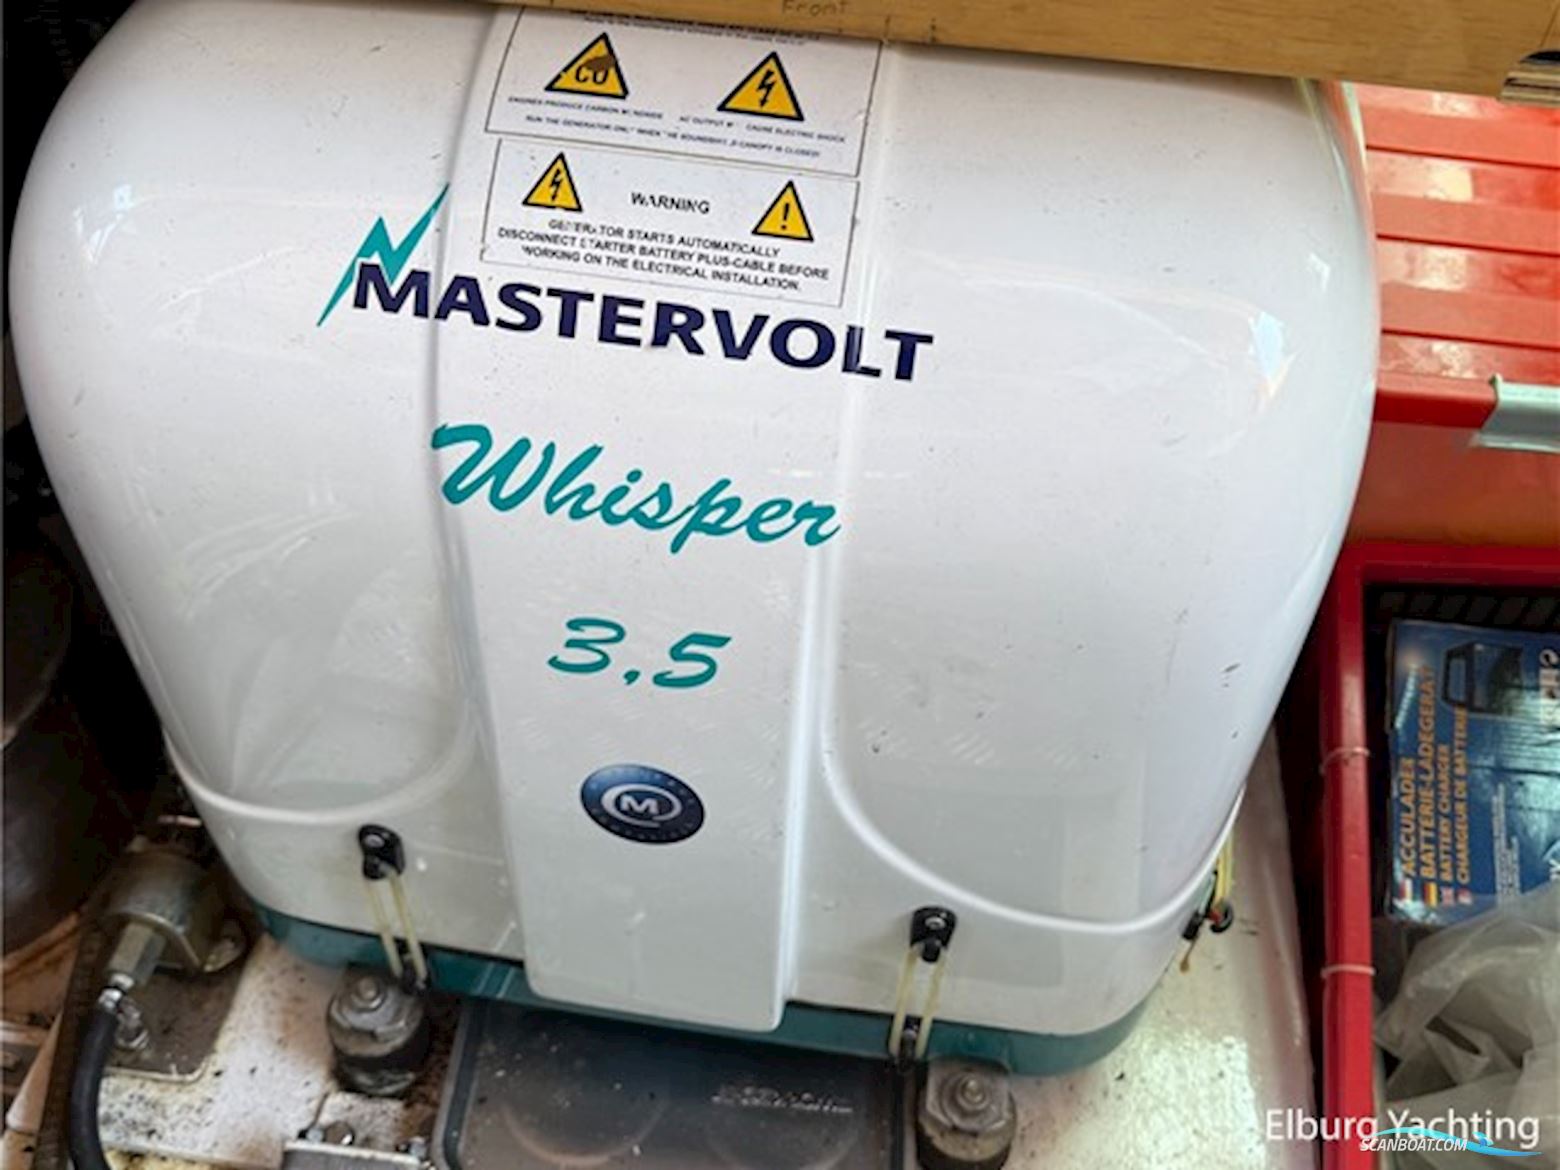 Front
CO
ENGINES PRODUCE CARBON MONOXIDE
AC OUTPUT M CAUSE ELECTRIC SHOCK
RUN THE GENERATOR ONLY WHEN THE SOUNDSHIELD CANOPY IS CLOSED!
WARNING
GENERATOR STARTS AUTOMATICALLY
DISCONNECT STARTER BATTERY PLUS-CABLE BEFORE
WORKING ON THE ELECTRICAL INSTALLATION.
MASTERVOLT
Whisper
3.5
M
ACCULADER
BATTERIE-LADEGERÄT
BATTERY CHARGER
CHARGEUR DE BATTERIE
Elburg Yachting
SCANBOAT.COM